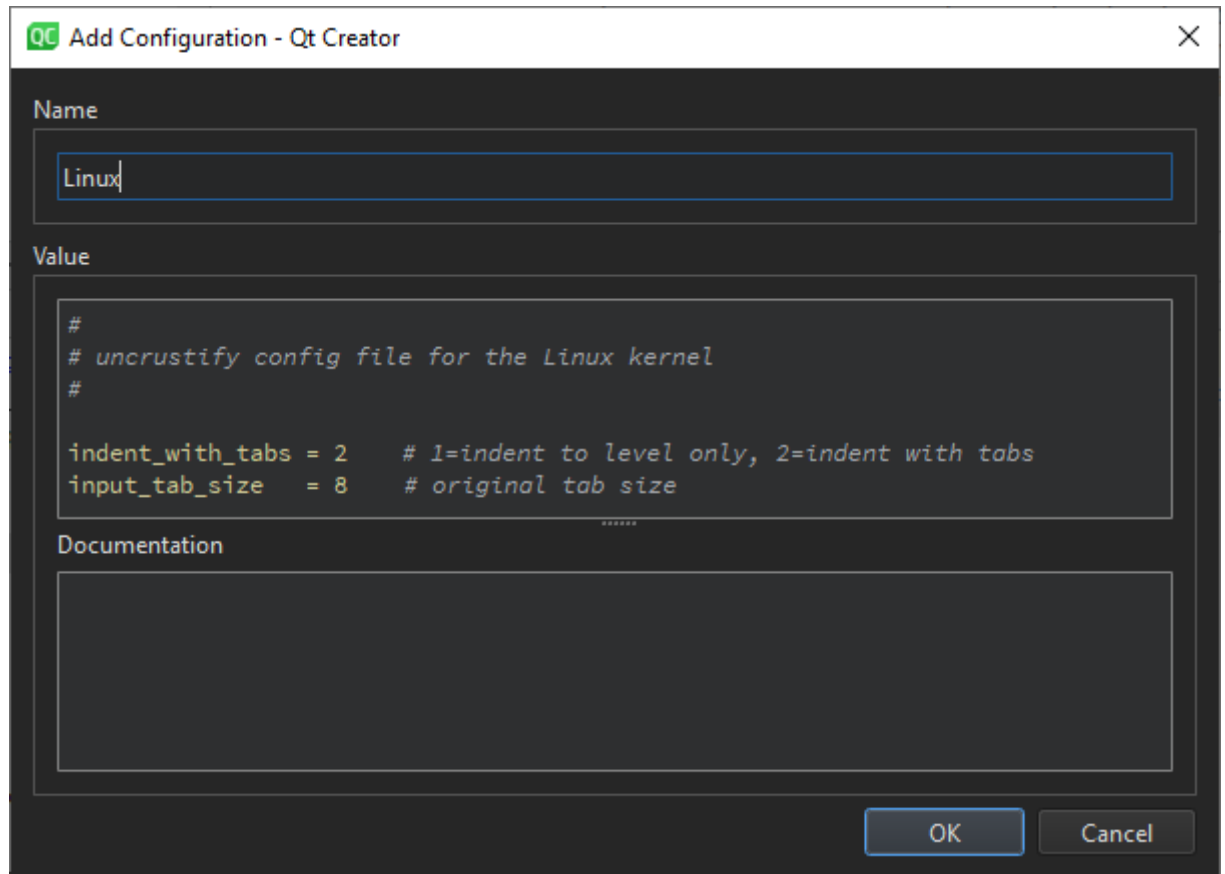 QC Add Configuration - Qt Creator
Name
Linux
Value
#
# uncrustify config file for the Linux kernel
#
indent_with_tabs = 2    # 1=indent to level only, 2=indent with tabs
input_tab_size   = 8    # original tab size
Documentation
OK Cancel